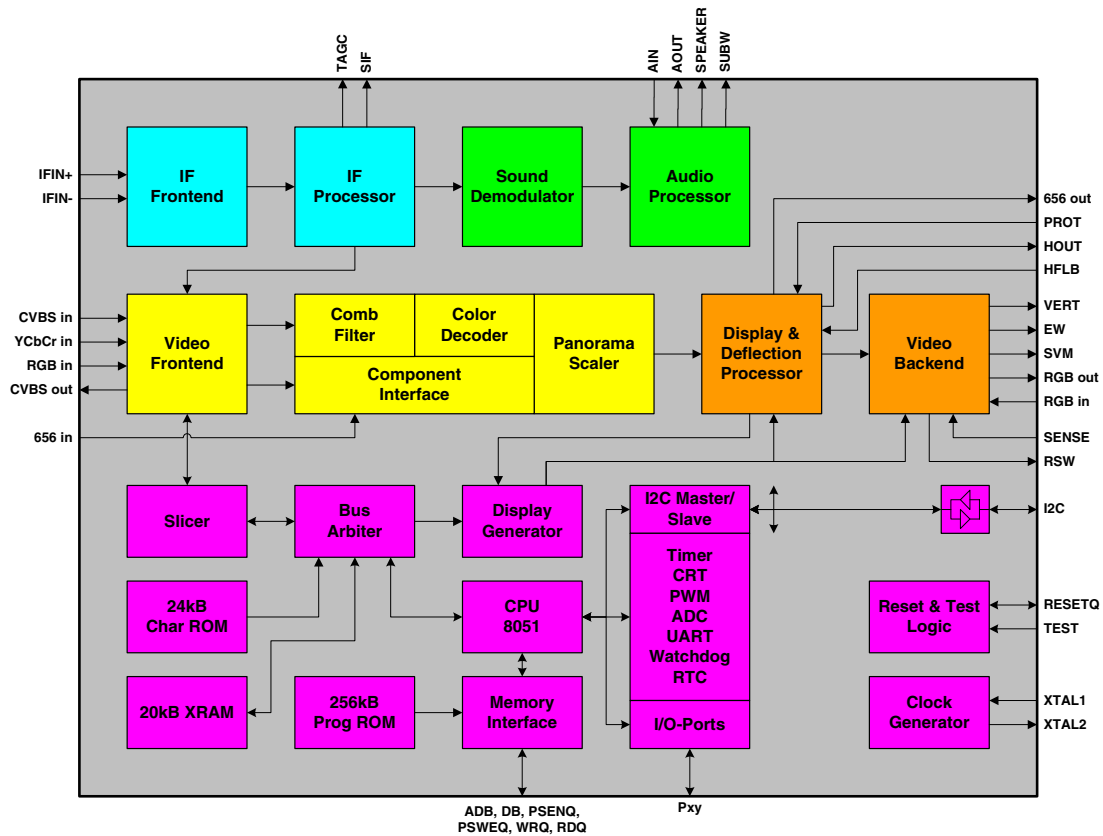 TAGC
SIF
AIN
AOUT
SPEAKER
SUBW
IFIN+
IFIN-
IF
Frontend
IF
Processor
Sound
Demodulator
Audio
Processor
656 out
PROT
HOUT
HFLB
CVBS in
YCbCr in
RGB in
CVBS out
656 in
Video
Frontend
Comb
Filter
Color
Decoder
Component
Interface
Panorama
Scaler
Display &
Deflection
Processor
Video
Backend
VERT
EW
SVM
RGB out
RGB in
SENSE
RSW
Slicer
Bus
Arbiter
Display
Generator
I2C Master/
Slave
I2C
24kB
Char ROM
CPU
8051
Timer
CRT
PWM
ADC
UART
Watchdog
RTC
Reset & Test
Logic
RESETQ
TEST
20kB XRAM
256kB
Prog ROM
Memory
Interface
I/O-Ports
Clock
Generator
XTAL1
XTAL2
ADB, DB, PSENQ,
PSWEQ, WRQ, RDQ
Pxy